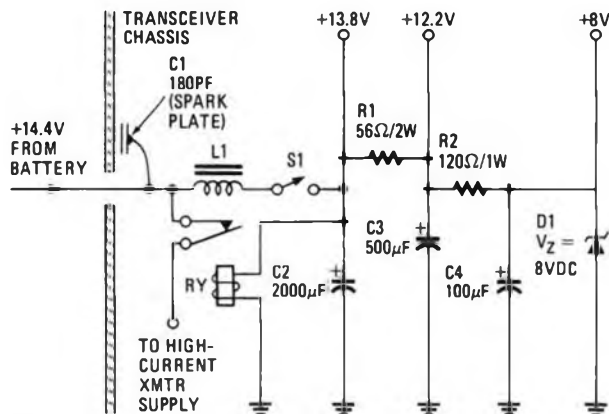 TRANSCEIVER
CHASSIS
C1
180PF
(SPARK
PLATE)
+14.4V
FROM
BATTERY
L1
S1
+13.8V
+12.2V
+8V
R1
56Ω/2W
R2
120Ω/1W
C3
500μF
D1
VZ =
8VDC
RY
C2
2000μF
C4
100μF
TO HIGH-
CURRENT
XMTR
SUPPLY
+
+
+